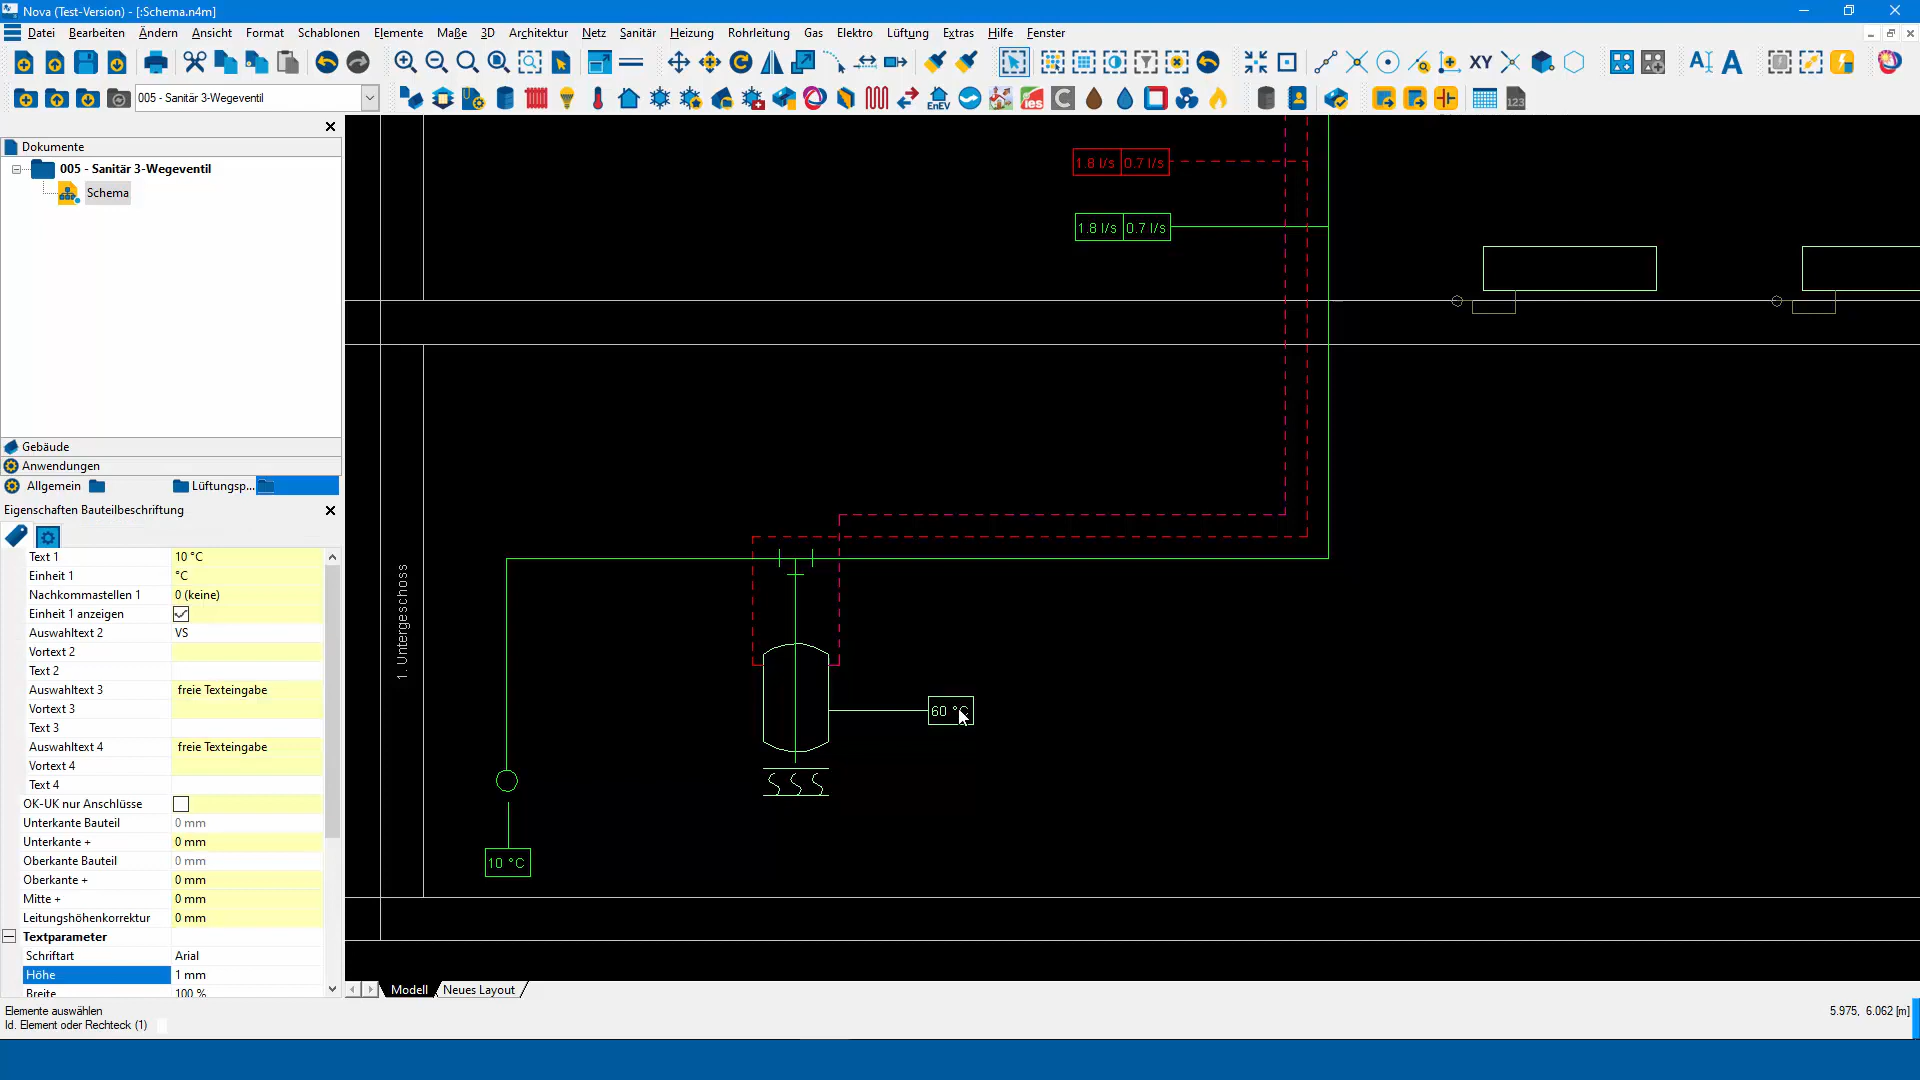 Nova (Test-Version) - [:Schema.n4m]
Datei Bearbeiten Ändern Ansicht Format Schablonen Elemente Maße 3D Architektur Netz Sanitär Heizung Rohrleitung Gas Elektro Lüftung Extras Hilfe Fenster
XY
005 - Sanitär 3-Wegeventil
EnEV
ies
123
Dokumente
005 - Sanitär 3-Wegeventil
Schema
Gebäude
Anwendungen
Allgemein Lüftungsp...
Eigenschaften Bauteilbeschriftung
Text 1 10 °C
Einheit 1 °C
Nachkommastellen 1 0 (keine)
Einheit 1 anzeigen
Auswahltext 2 VS
Vortext 2
Text 2
Auswahltext 3 freie Texteingabe
Vortext 3
Text 3
Auswahltext 4 freie Texteingabe
Vortext 4
Text 4
OK-UK nur Anschlüsse
Unterkante Bauteil 0 mm
Unterkante + 0 mm
Oberkante Bauteil 0 mm
Oberkante + 0 mm
Mitte + 0 mm
Leitungshöhenkorrektur 0 mm
Textparameter
Schriftart Arial
Höhe 1 mm
Breite 100 %
1.8 l/s 0.7 l/s
1.8 l/s 0.7 l/s
1. Untergeschoss
60 °C
10 °C
Modell Neues Layout
Elemente auswählen
Id. Element oder Rechteck (1)
5.975, 6.062 [m]